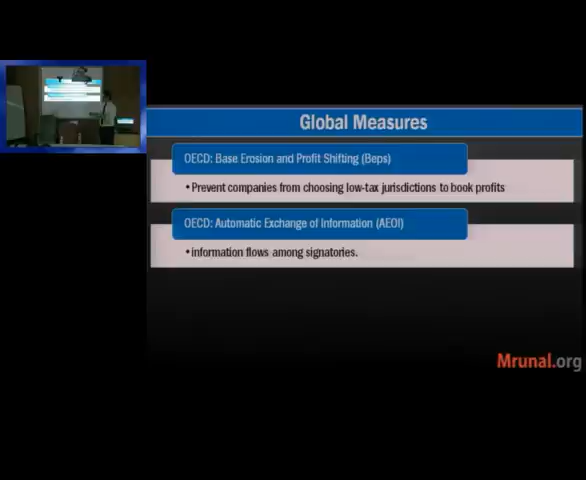 Global Measures
OECD: Base Erosion and Profit Shifting (Beps)
• Prevent companies from choosing low-tax jurisdictions to book profits
OECD: Automatic Exchange of Information (AEOI)
• information flows among signatories.
Mrunal.org